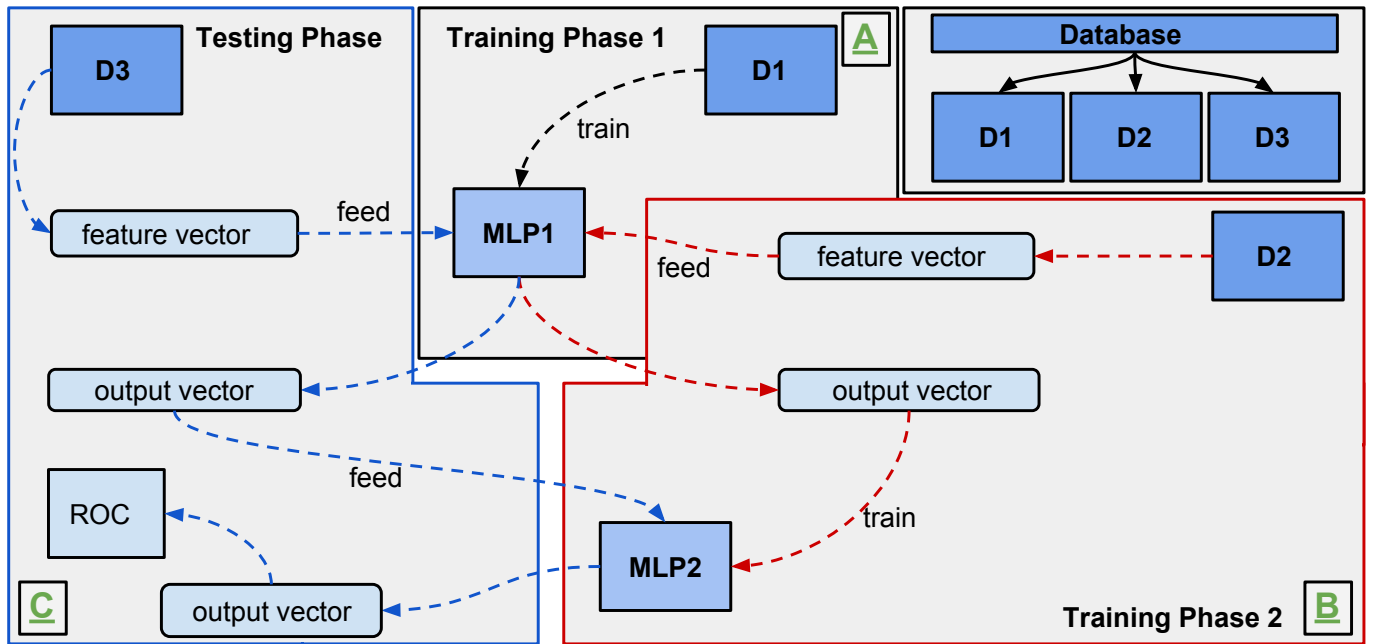 Testing Phase
D3
feature vector
feed
output vector
feed
ROC
output vector
C
Training Phase 1
A
D1
train
MLP1
Database
D1
D2
D3
feature vector
feed
D2
output vector
train
MLP2
Training Phase 2
B